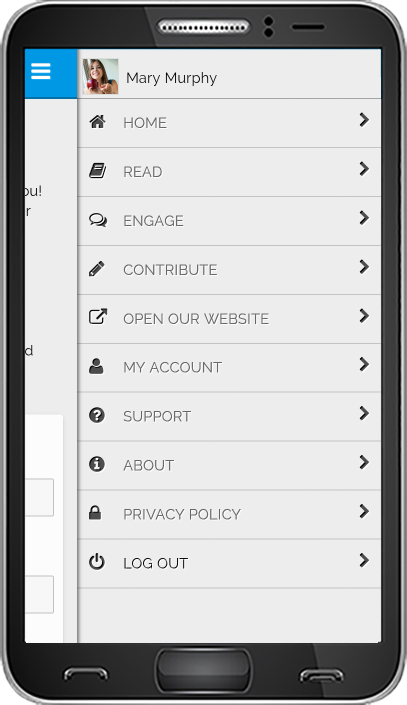 Mary Murphy
HOME
READ
ou!
r
ENGAGE
CONTRIBUTE
OPEN OUR WEBSITE
d
MY ACCOUNT
SUPPORT
ABOUT
PRIVACY POLICY
LOG OUT